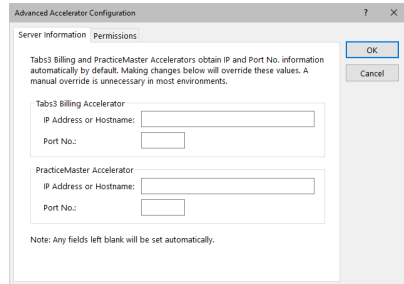 Advanced Accelerator Configuration ? ×
Server Information Permissions
OK
Cancel
Tabs3 Billing and PracticeMaster Accelerators obtain IP and Port No. information
automatically by default. Making changes below will override these values. A
manual override is unnecessary in most environments.
Tabs3 Billing Accelerator
IP Address or Hostname:
Port No.:
PracticeMaster Accelerator
IP Address or Hostname:
Port No.:
Note: Any fields left blank will be set automatically.